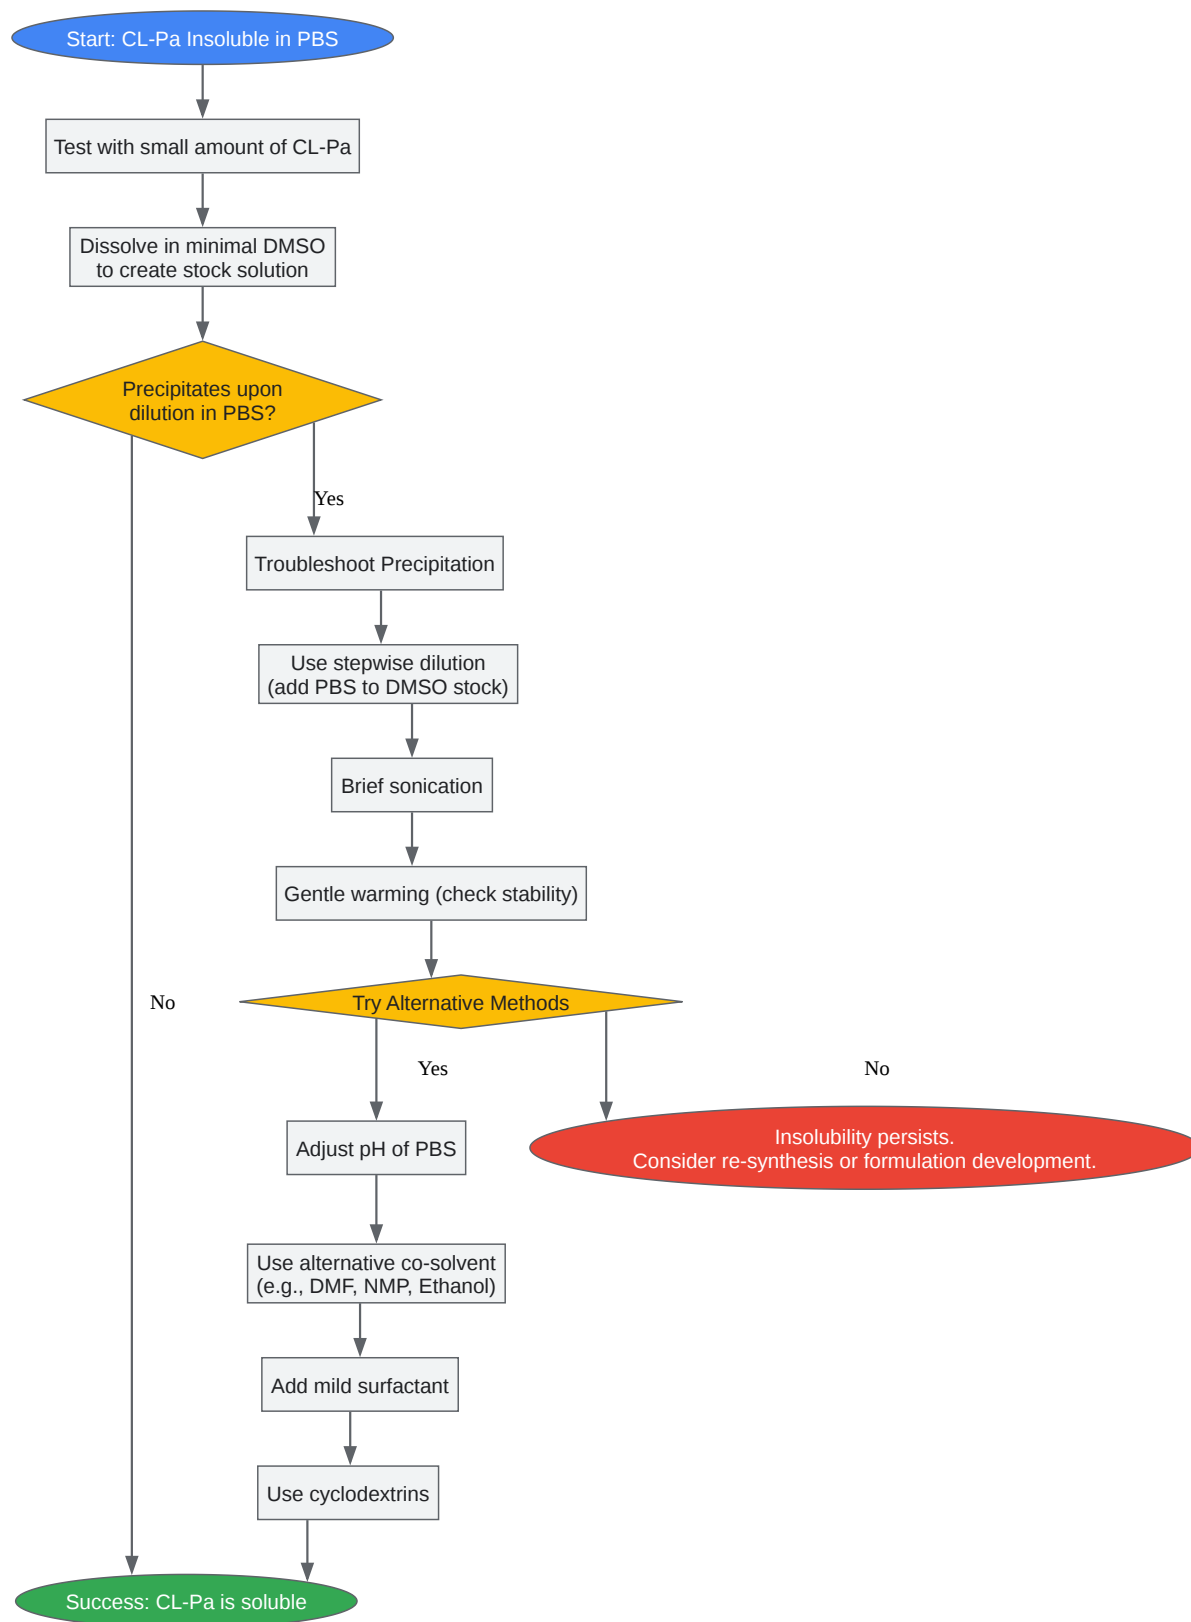 Start: CL-Pa Insoluble in PBS
Test with small amount of CL-Pa
Dissolve in minimal DMSO
to create stock solution
Precipitates upon
dilution in PBS?
Yes
Troubleshoot Precipitation
Use stepwise dilution
(add PBS to DMSO stock)
Brief sonication
Gentle warming (check stability)
No
Try Alternative Methods
Yes
No
Insolubility persists.
Consider re-synthesis or formulation development.
Adjust pH of PBS
Use alternative co-solvent
(e.g., DMF, NMP, Ethanol)
Add mild surfactant
Use cyclodextrins
Success: CL-Pa is soluble